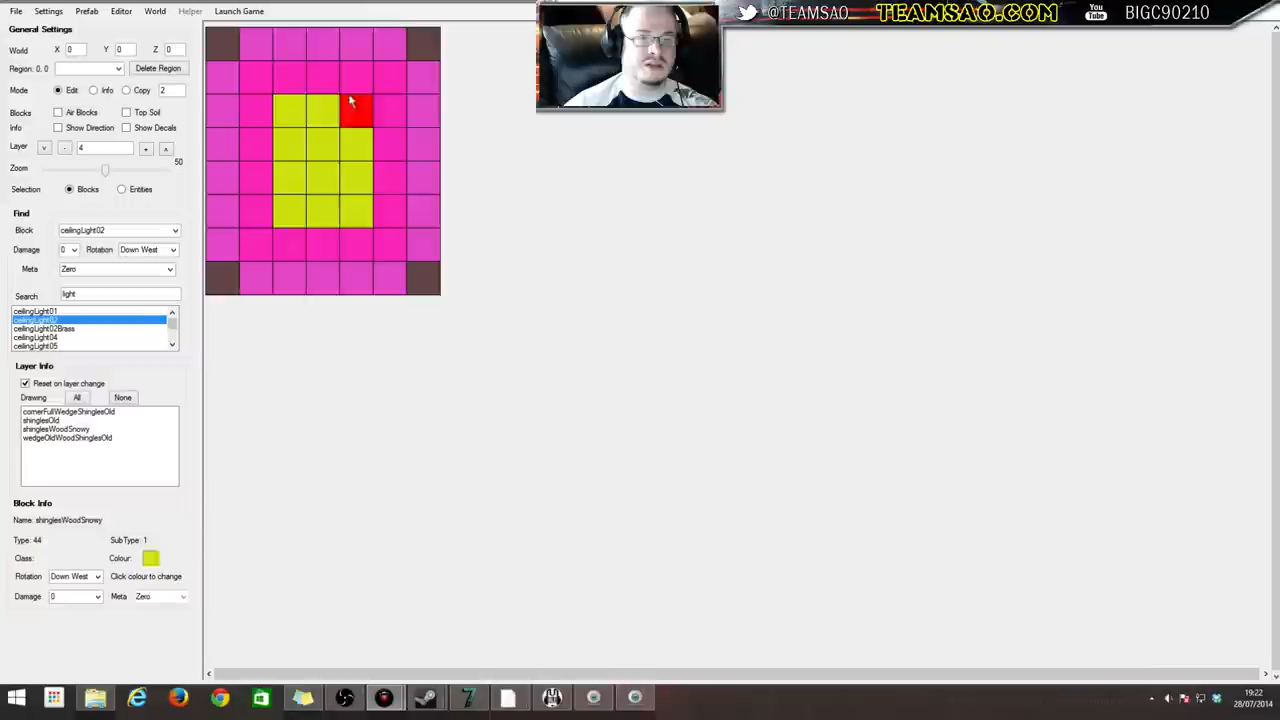 File Settings Prefab Editor World Helper Launch Game
@TEAMSAO TEAMSAO.COM You Tube BIGC90210
General Settings
World X 0 Y 0 Z 0
Region: 0, 0 Delete Region
Mode Edit Info Copy 2
Blocks Air Blocks Top Soil
Info Show Direction Show Decals
Layer v - 4 + ^
Zoom 50
Selection Blocks Entities
Find
Block ceilingLight02
Damage 0 Rotation Down West
Meta Zero
Search light
ceilingLight01
ceilingLight02
ceilingLight02Brass
ceilingLight04
ceilingLight05
Layer Info
Reset on layer change
Drawing All None
cornerFullWedgeShinglesOld
shinglesOld
shinglesWoodSnowy
wedgeOldWoodShinglesOld
Block Info
Name: shinglesWoodSnowy
Type: 44 SubType: 1
Class: Colour:
Rotation Down West Click colour to change
Damage 0 Meta Zero
19:22
28/07/2014